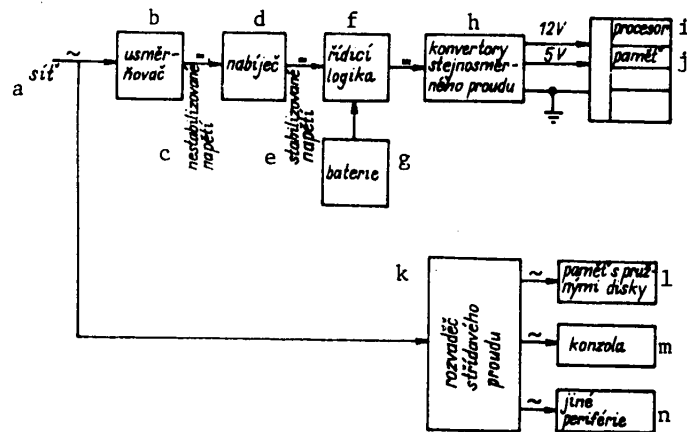 b
d
f
h
a
síť
~
usměr-
ňovač
=
c
nestabilizované
napětí
nabíječ
=
e
stabilizované
napětí
řídicí
logika
=
baterie
g
konvertory
stejnosměr-
ného proudu
12V
5V
procesor
i
paměť
j
k
rozvaděč
střídavého
proudu
~
paměť s pruž-
nými disky
l
~
konzola
m
~
jiné
periférie
n